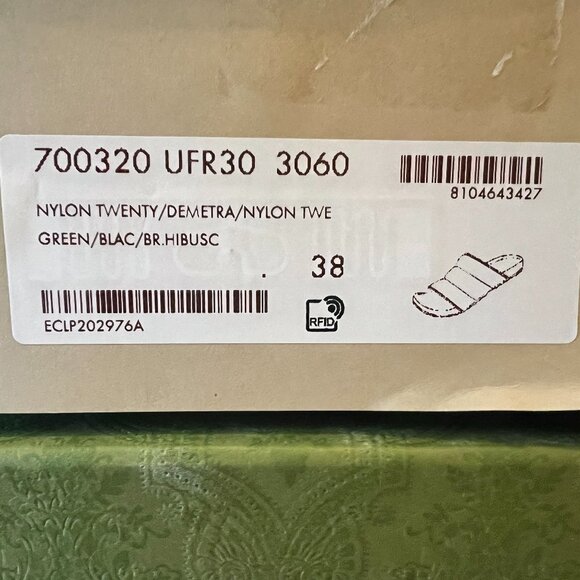 700320 UFR30 3060
8104643427
NYLON TWENTY/DEMETRA/NYLON TWE
GREEN/BLAC/BR.HIBUSC
. 38
ECLP202976A
RFID